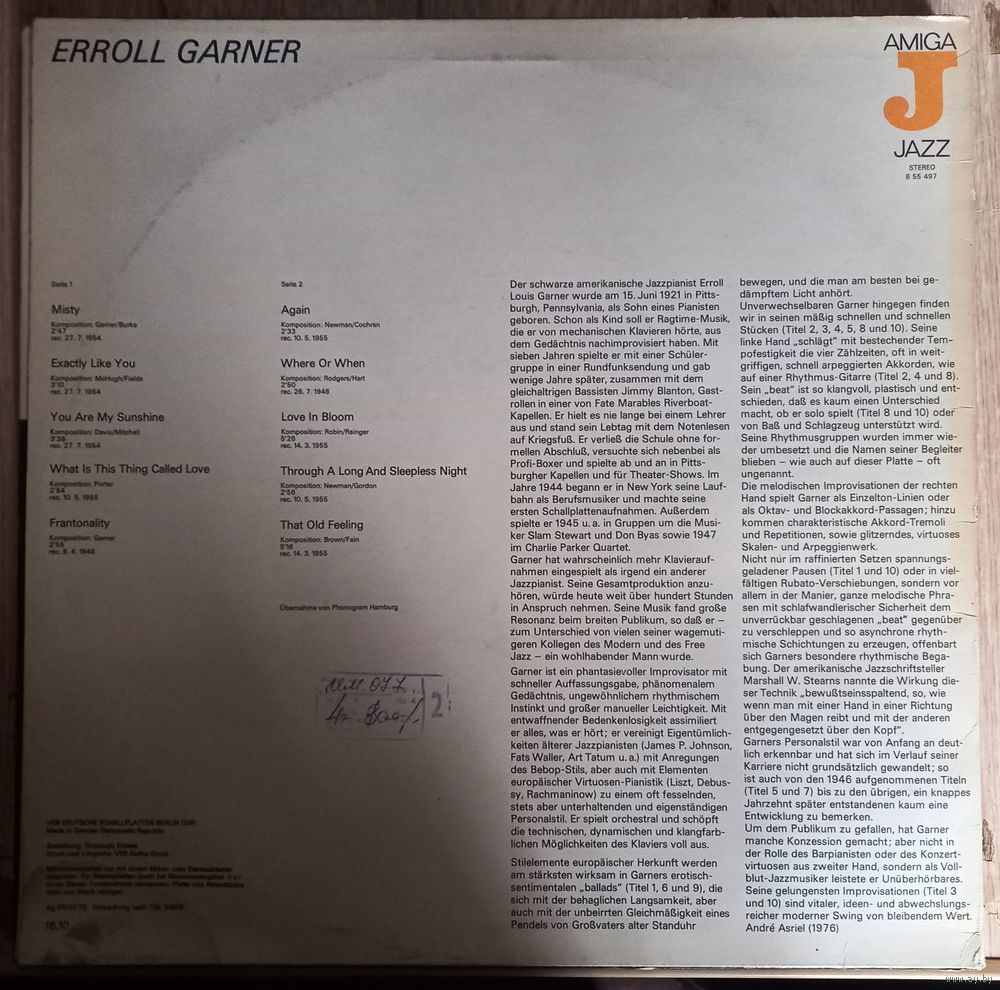 ERROLL GARNER
AMIGA
J
JAZZ
STEREO
8 55 497
Seite 1
Misty
Komposition: Garner/Burke
2'47
rec. 27. 7. 1954
Exactly Like You
Komposition: McHugh/Fields
3'10
rec. 27. 7. 1954
You Are My Sunshine
Komposition: Davis/Mitchell
rec. 27. 7. 1954
What Is This Thing Called Love
Komposition: Porter
2'54
Frantonality
Komposition: Garner
2'55
Seite 2
Again
Komposition: Newman/Cochran
2'33
rec. 10. 5. 1955
Where Or When
Komposition: Rodgers/Hart
2'50
rec. 26. 7. 1946
Love In Bloom
Komposition: Robin/Rainger
5'26
rec. 14. 3. 1955
Through A Long And Sleepless Night
Komposition: Newman/Gordon
2'56
rec. 10. 5. 1955
That Old Feeling
Komposition: Brown/Fain
5'16
rec. 14. 3. 1955
Übernahme von Phonogram Hamburg
Der schwarze amerikanische Jazzpianist Erroll
Louis Garner wurde am 15. Juni 1921 in Pitts-
burgh, Pennsylvania, als Sohn eines Pianisten
geboren. Schon als Kind soll er Ragtime-Musik,
die er von mechanischen Klavieren hörte, aus
dem Gedächtnis nachimprovisiert haben. Mit
sieben Jahren spielte er mit einer Schüler-
gruppe in einer Rundfunksendung und gab
wenige Jahre später, zusammen mit dem
gleichaltrigen Bassisten Jimmy Blanton, Gast-
rollen in einer von Fate Marables Riverboat-
Kapellen. Er hielt es nie lange bei einem Lehrer
aus und stand sein Lebtag mit dem Notenlesen
auf Kriegsfuß. Er verließ die Schule ohne for-
mellen Abschluß, versuchte sich nebenbei als
Profi-Boxer und spielte ab und an in Pitts-
burgher Kapellen und für Theater-Shows. Im
Jahre 1944 begann er in New York seine Lauf-
bahn als Berufsmusiker und machte seine
ersten Schallplattenaufnahmen. Außerdem
spielte er 1945 u. a. in Gruppen um die Musi-
ker Slam Stewart und Don Byas sowie 1947
im Charlie Parker Quartet.
Garner hat wahrscheinlich mehr Klavierauf-
nahmen eingespielt als irgend ein anderer
Jazzpianist. Seine Gesamtproduktion anzu-
hören, würde heute weit über hundert Stunden
in Anspruch nehmen. Seine Musik fand große
Resonanz beim breiten Publikum, so daß er –
zum Unterschied von vielen seiner wagemuti-
geren Kollegen des Modern und des Free
Jazz – ein wohlhabender Mann wurde.
Garner ist ein phantasievoller Improvisator mit
schneller Auffassungsgabe, phänomenalem
Gedächtnis, ungewöhnlichem rhythmischem
Instinkt und großer manueller Leichtigkeit. Mit
entwaffnender Bedenkenlosigkeit assimiliert
er alles, was er hört; er vereinigt Eigentümlich-
keiten älterer Jazzpianisten (James P. Johnson,
Fats Waller, Art Tatum u. a.) mit Anregungen
des Bebop-Stils, aber auch mit Elementen
europäischer Virtuosen-Pianistik (Liszt, Debus-
sy, Rachmaninow) zu einem oft fesselnden,
stets aber unterhaltenden und eigenständigen
Personalstil. Er spielt orchestral und schöpft
die technischen, dynamischen und klangfarb-
lichen Möglichkeiten des Klaviers voll aus.
Stilelemente europäischer Herkunft werden
am stärksten wirksam in Garners erotisch-
sentimentalen „ballads" (Titel 1, 6 und 9), die
sich mit der behaglichen Langsamkeit, aber
auch mit der unbeirrten Gleichmäßigkeit eines
Pendels von Großvaters alter Standuhr
bewegen, und die man am besten bei ge-
dämpftem Licht anhört.
Unverwechselbaren Garner hingegen finden
wir in seinen mäßig schnellen und schnellen
Stücken (Titel 2, 3, 4, 5, 8 und 10). Seine
linke Hand „schlägt" mit bestechender Tem-
pofestigkeit die vier Zählzeiten, oft in weit-
griffigen, schnell arpeggierten Akkorden, wie
auf einer Rhythmus-Gitarre (Titel 2, 4 und 8).
Sein „beat" ist so klangvoll, plastisch und ent-
schieden, daß es kaum einen Unterschied
macht, ob er solo spielt (Titel 8 und 10) oder
von Baß und Schlagzeug unterstützt wird.
Seine Rhythmusgruppen wurden immer wie-
der umbesetzt und die Namen seiner Begleiter
blieben – wie auch auf dieser Platte – oft
ungenannt.
Die melodischen Improvisationen der rechten
Hand spielt Garner als Einzelton-Linien oder
als Oktav- und Blockakkord-Passagen; hinzu
kommen charakteristische Akkord-Tremoli
und Repetitionen, sowie glitzerndes, virtuoses
Skalen- und Arpeggienwerk.
Nicht nur im raffinierten Setzen spannungs-
geladener Pausen (Titel 1 und 10) oder in viel-
fältigen Rubato-Verschiebungen, sondern vor
allem in der Manier, ganze melodische Phra-
sen mit schlafwandlerischer Sicherheit dem
unverrückbar geschlagenen „beat" gegenüber
zu verschleppen und so asynchrone rhyth-
mische Schichtungen zu erzeugen, offenbart
sich Garners besondere rhythmische Bega-
bung. Der amerikanische Jazzschriftsteller
Marshall W. Stearns nannte die Wirkung die-
ser Technik „bewußtseinsspaltend, so, wie
wenn man mit einer Hand in einer Richtung
über den Magen reibt und mit der anderen
entgegengesetzt über den Kopf".
Garners Personalstil war von Anfang an deut-
lich erkennbar und hat sich im Verlauf seiner
Karriere nicht grundsätzlich gewandelt; so
ist auch von den 1946 aufgenommenen Titeln
(Titel 5 und 7) bis zu den übrigen, ein knappes
Jahrzehnt später entstandenen kaum eine
Entwicklung zu bemerken.
Um dem Publikum zu gefallen, hat Garner
manche Konzession gemacht; aber nicht in
der Rolle des Barpianisten oder des Konzert-
virtuosen aus zweiter Hand, sondern als Voll-
blut-Jazzmusiker leistete er Unüberhörbares.
Seine gelungensten Improvisationen (Titel 3
und 10) sind vitaler, ideen- und abwechslungs-
reicher moderner Swing von bleibendem Wert.
André Asriel (1976)
VEB DEUTSCHE SCHALLPLATTEN BERLIN DDR
Made in German Democratic Republic
16,10
www.ay.by